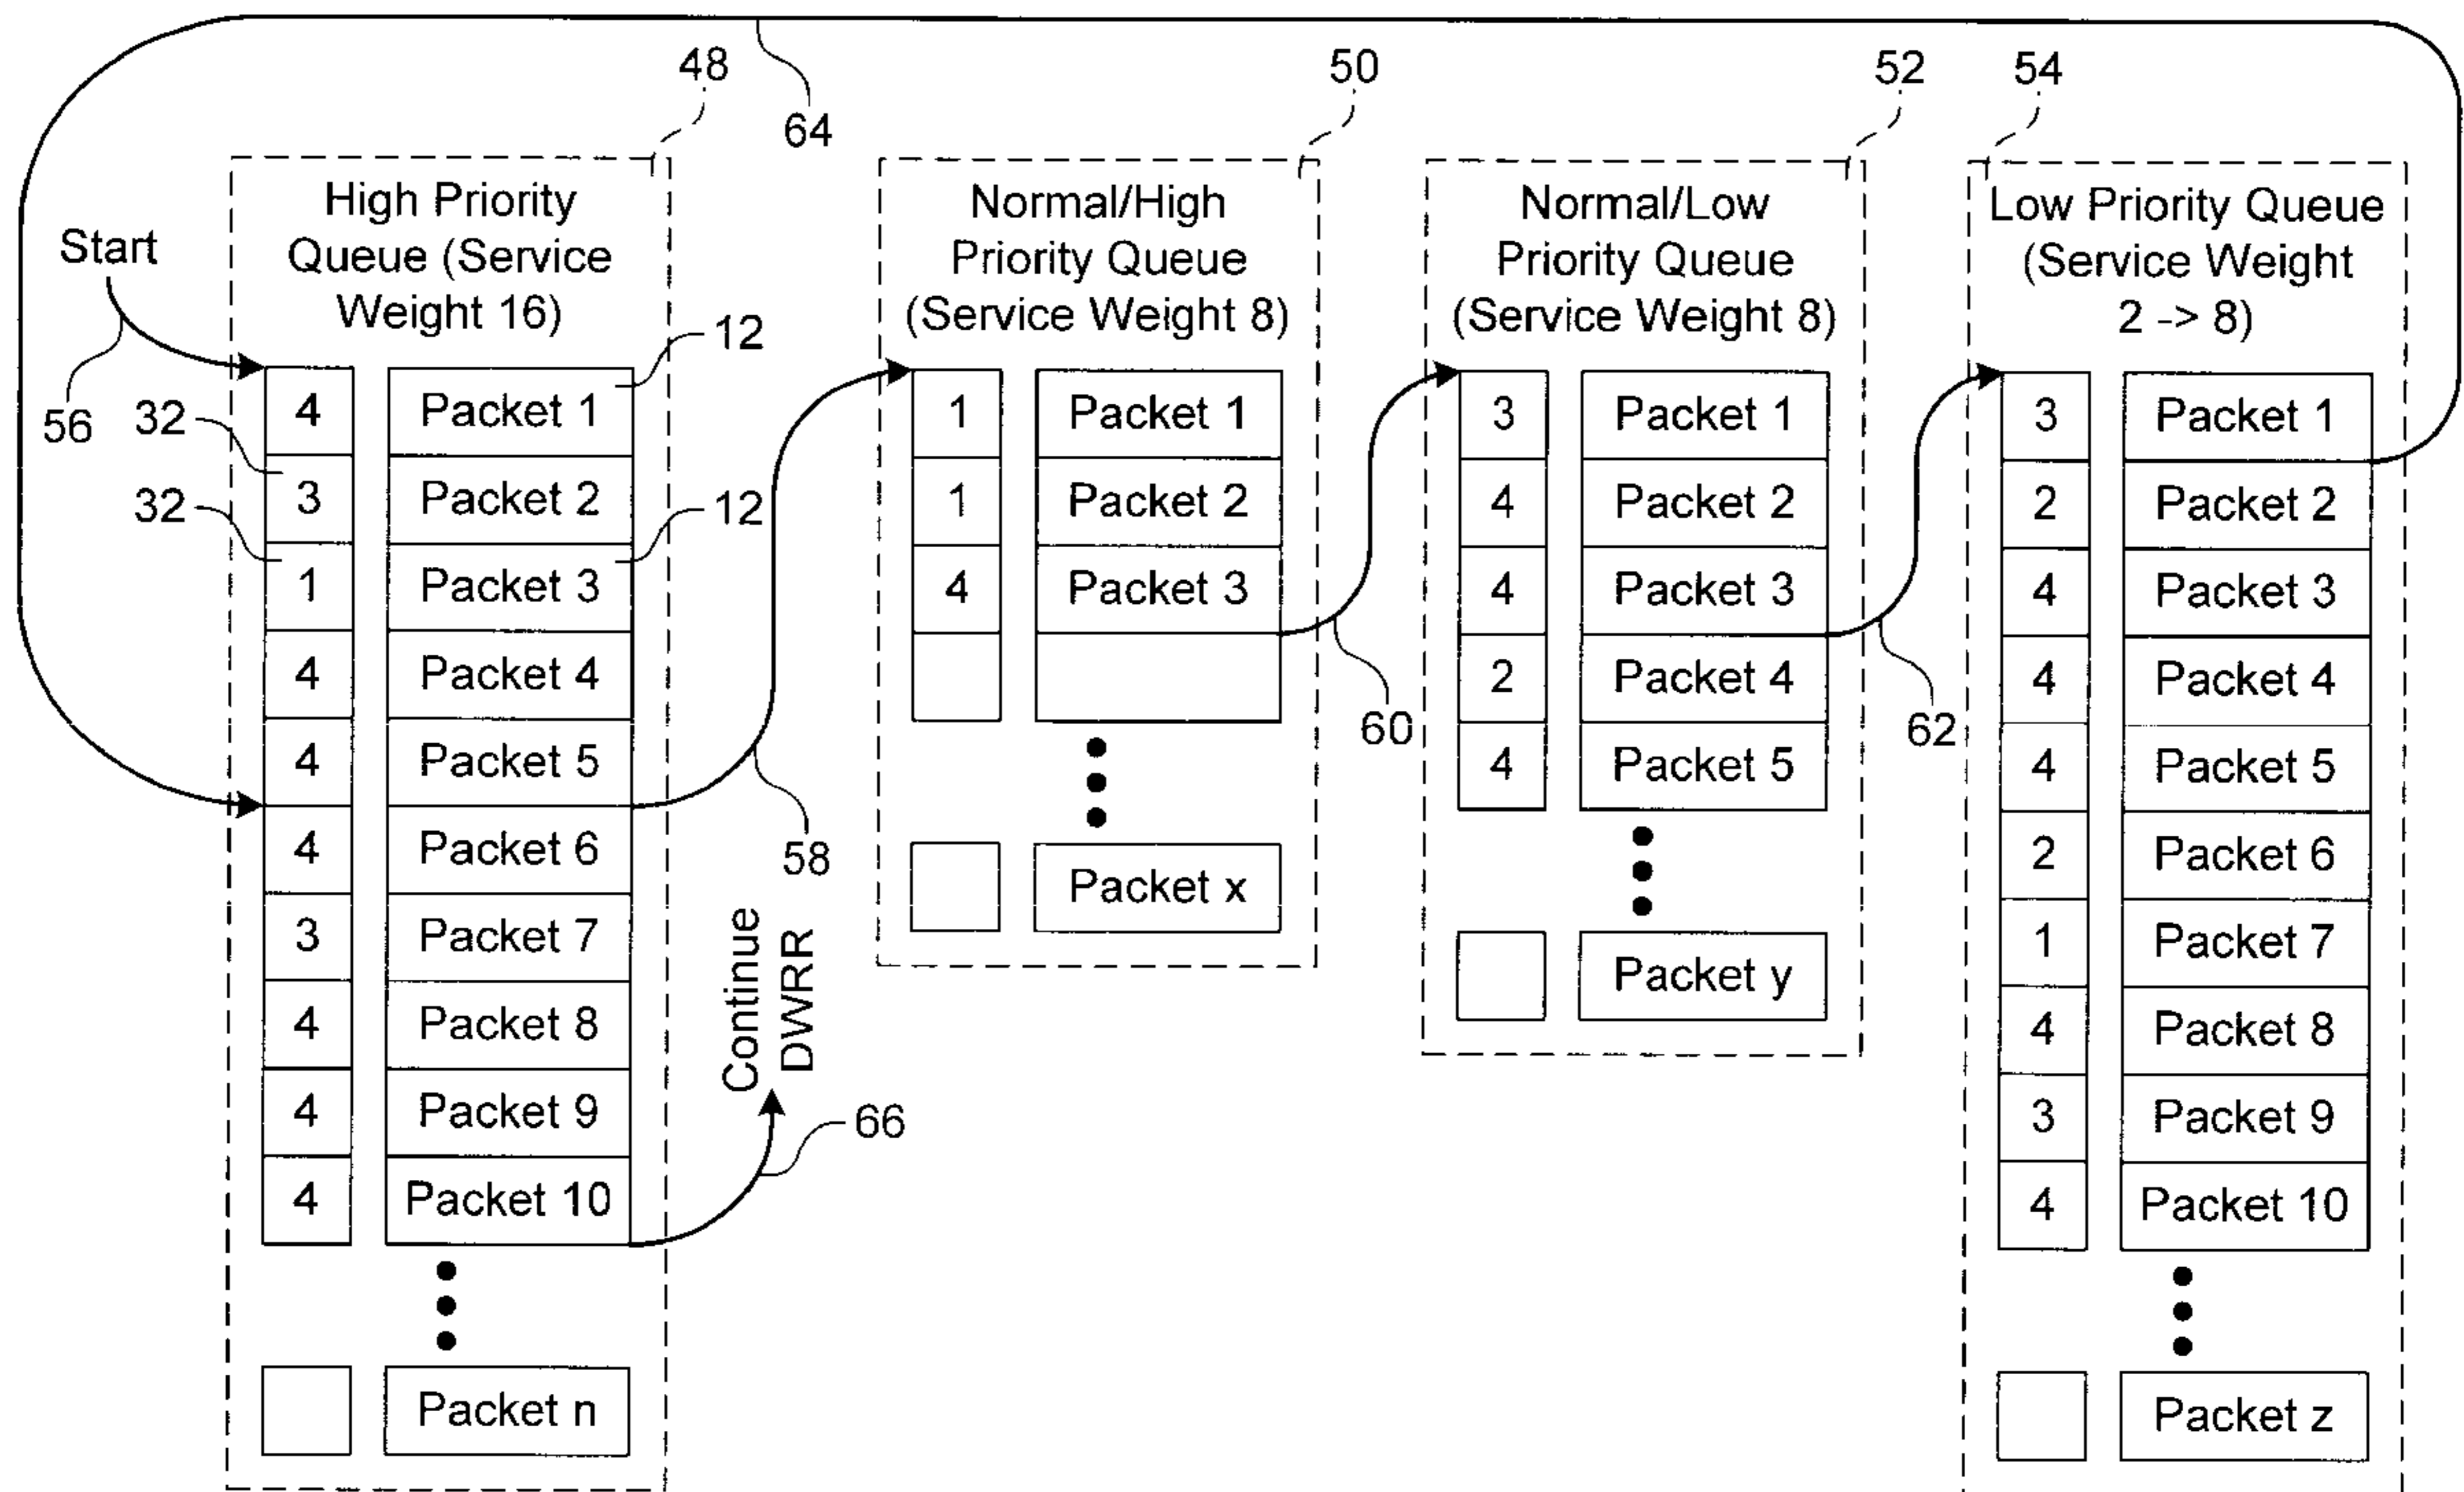 48
50
52
54
64
High Priority
Queue (Service
Weight 16)
Start
56
32
32
12
12
4 Packet 1
3 Packet 2
1 Packet 3
4 Packet 4
4 Packet 5
4 Packet 6
3 Packet 7
4 Packet 8
4 Packet 9
4 Packet 10
Packet n
58
Continue
DWRR
66
Normal/High
Priority Queue
(Service Weight 8)
1 Packet 1
1 Packet 2
4 Packet 3
Packet x
60
Normal/Low
Priority Queue
(Service Weight 8)
3 Packet 1
4 Packet 2
4 Packet 3
2 Packet 4
4 Packet 5
Packet y
62
Low Priority Queue
(Service Weight
2 -> 8)
3 Packet 1
2 Packet 2
4 Packet 3
4 Packet 4
4 Packet 5
2 Packet 6
1 Packet 7
4 Packet 8
3 Packet 9
4 Packet 10
Packet z